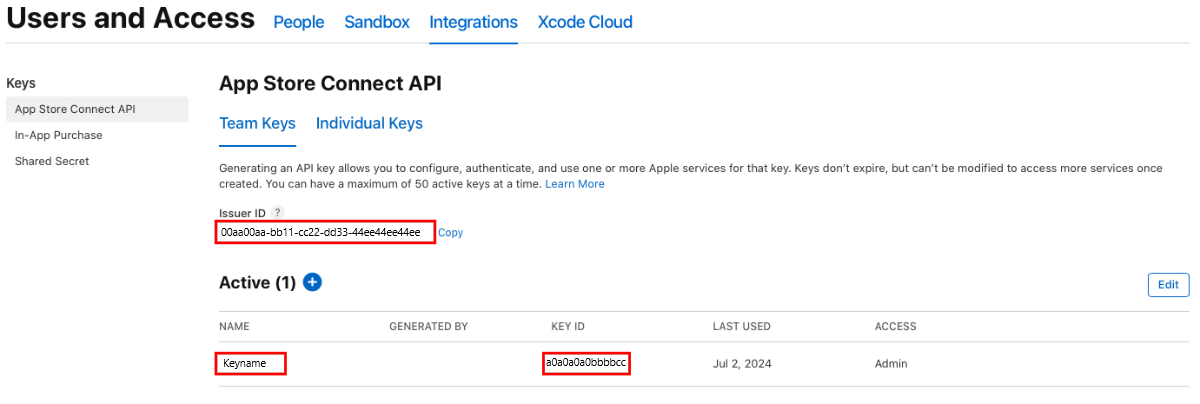 Users and Access People Sandbox Integrations Xcode Cloud
Keys
App Store Connect API
In-App Purchase
Shared Secret
App Store Connect API
Team Keys Individual Keys
Generating an API key allows you to configure, authenticate, and use one or more Apple services for that key. Keys don’t expire, but can’t be modified to access more services once
created. You can have a maximum of 50 active keys at a time. Learn More
Issuer ID ?
00aa00aa-bb11-cc22-dd33-44ee44ee44ee Copy
Active (1) +
Edit
NAME GENERATED BY KEY ID LAST USED ACCESS
Keyname a0a0a0a0bbbbcc Jul 2, 2024 Admin